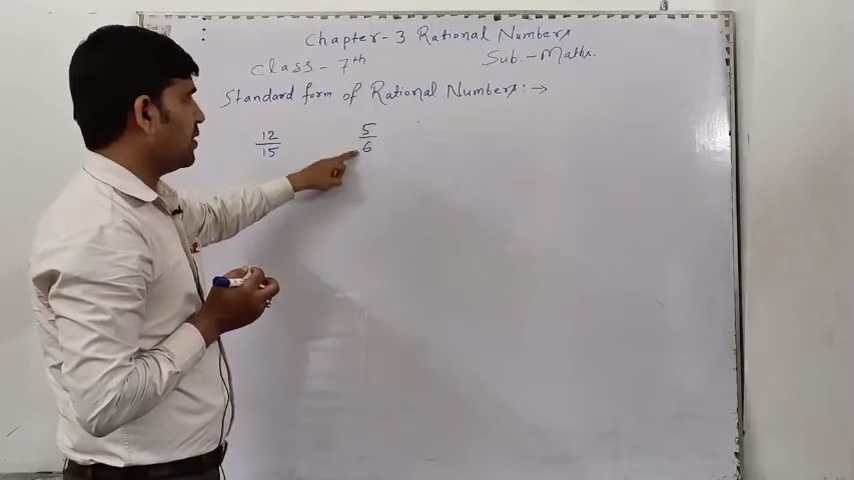 Chapter-3 Rational Numbers
Class-7th Sub.-Maths.
Standard form of Rational Numbers:→
12/15 5/6